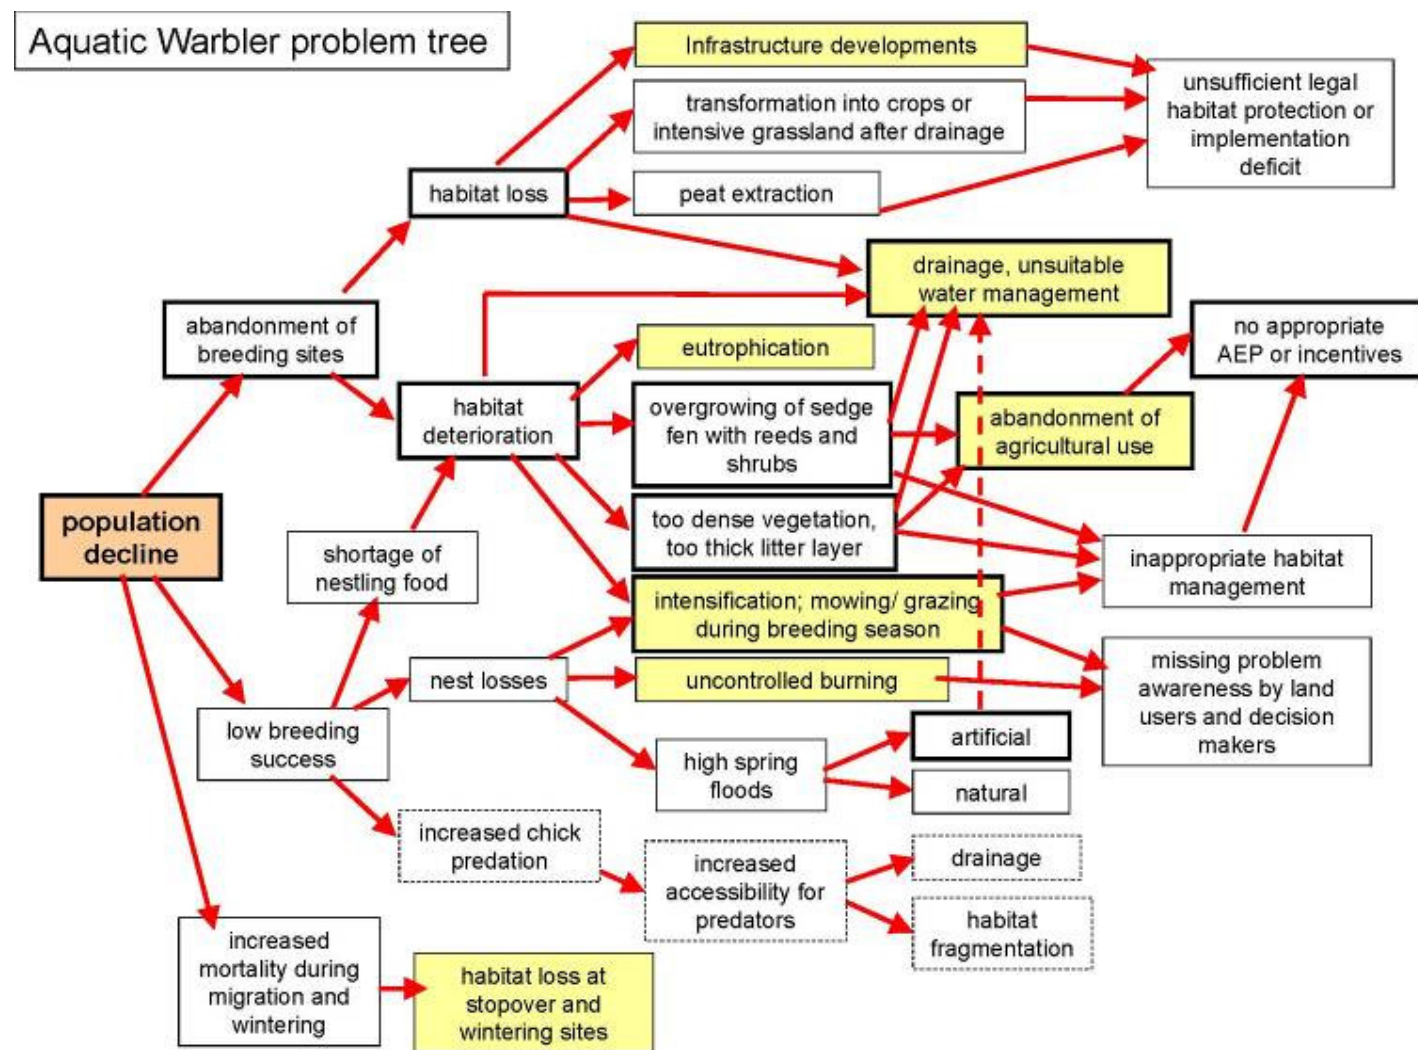 Aquatic Warbler problem tree
Infrastructure developments
transformation into crops or
intensive grassland after drainage
unsufficient legal
habitat protection or
implementation
deficit
habitat loss
peat extraction
drainage, unsuitable
water management
abandonment of
breeding sites
no appropriate
AEP or incentives
eutrophication
habitat
deterioration
overgrowing of sedge
fen with reeds and
shrubs
abandonment of
agricultural use
population
decline
shortage of
nestling food
too dense vegetation,
too thick litter layer
inappropriate habitat
management
intensification; mowing/ grazing
during breeding season
nest losses
uncontrolled burning
missing problem
awareness by land
users and decision
makers
low breeding
success
high spring
floods
artificial
natural
increased chick
predation
increased
accessibility for
predators
drainage
habitat
fragmentation
increased
mortality during
migration and
wintering
habitat loss at
stopover and
wintering sites